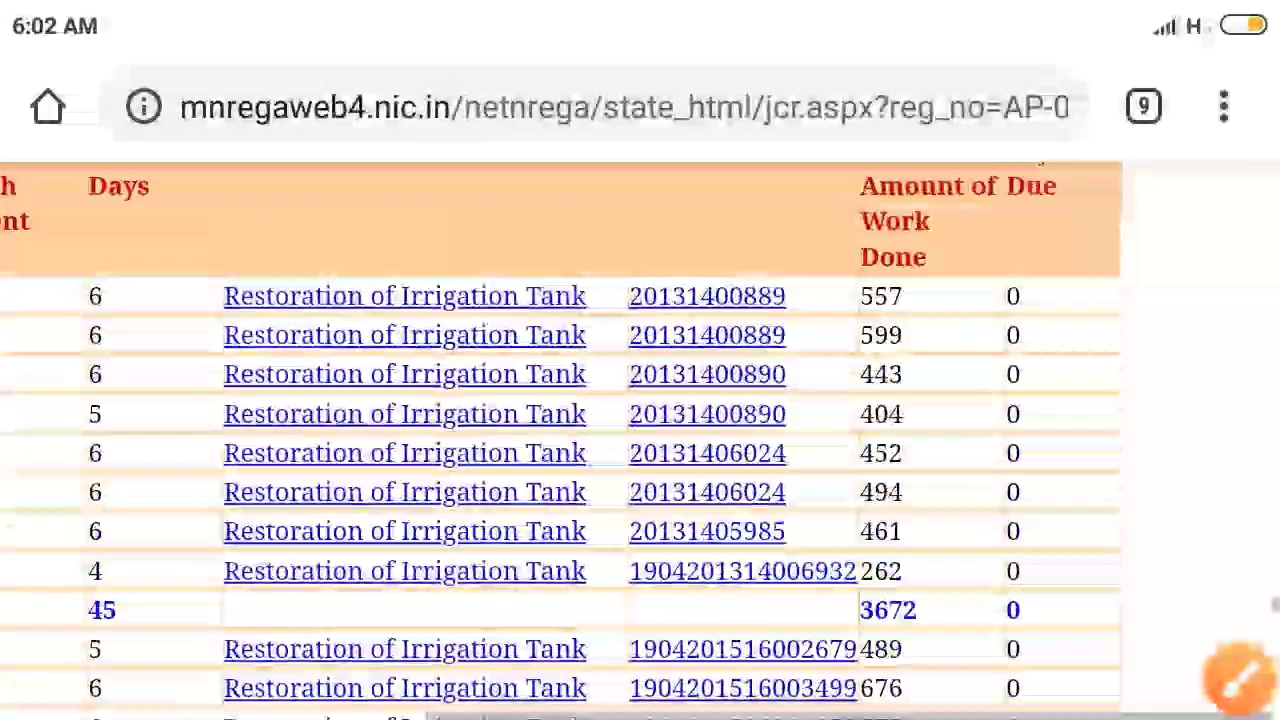 6:02 AM
H
mnregaweb4.nic.in/netnrega/state_html/jcr.aspx?reg_no=AP-0
9
h Days Amount of Due
nt Work
Done
6 Restoration of Irrigation Tank 20131400889 557 0
6 Restoration of Irrigation Tank 20131400889 599 0
6 Restoration of Irrigation Tank 20131400890 443 0
5 Restoration of Irrigation Tank 20131400890 404 0
6 Restoration of Irrigation Tank 20131406024 452 0
6 Restoration of Irrigation Tank 20131406024 494 0
6 Restoration of Irrigation Tank 20131405985 461 0
4 Restoration of Irrigation Tank 1904201314006932 262 0
45 3672 0
5 Restoration of Irrigation Tank 1904201516002679 489 0
6 Restoration of Irrigation Tank 1904201516003499 676 0